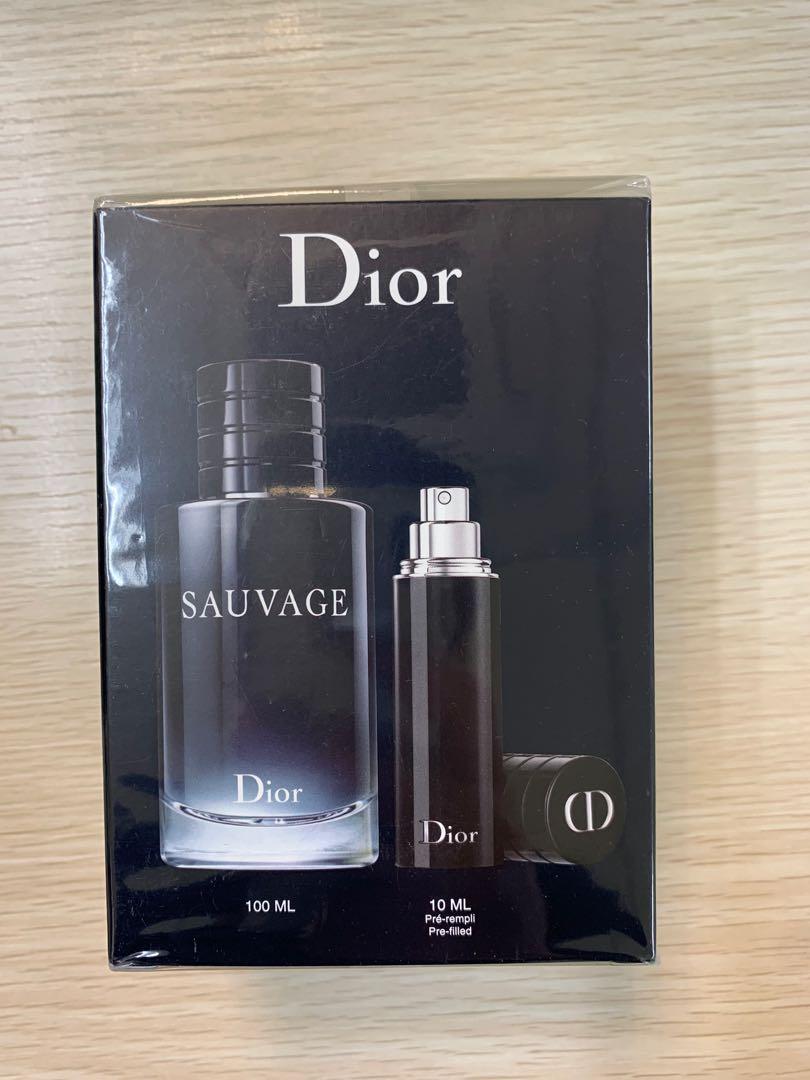 Dior
SAUVAGE
Dior
Dior
CD
100 ML
10 ML
Pré-rempli
Pre-filled